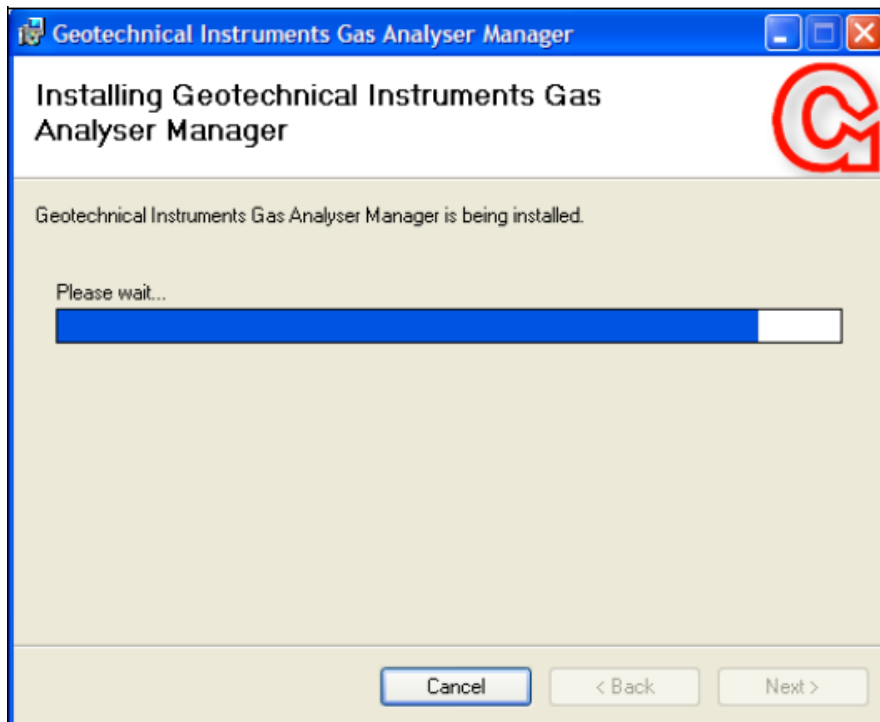 Geotechnical Instruments Gas Analyser Manager
Installing Geotechnical Instruments Gas
Analyser Manager
Geotechnical Instruments Gas Analyser Manager is being installed.
Please wait...
Cancel
< Back
Next >